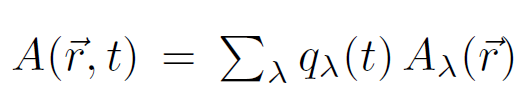 A(r⃗, t) = ∑_λ q_λ(t) A_λ(r⃗)